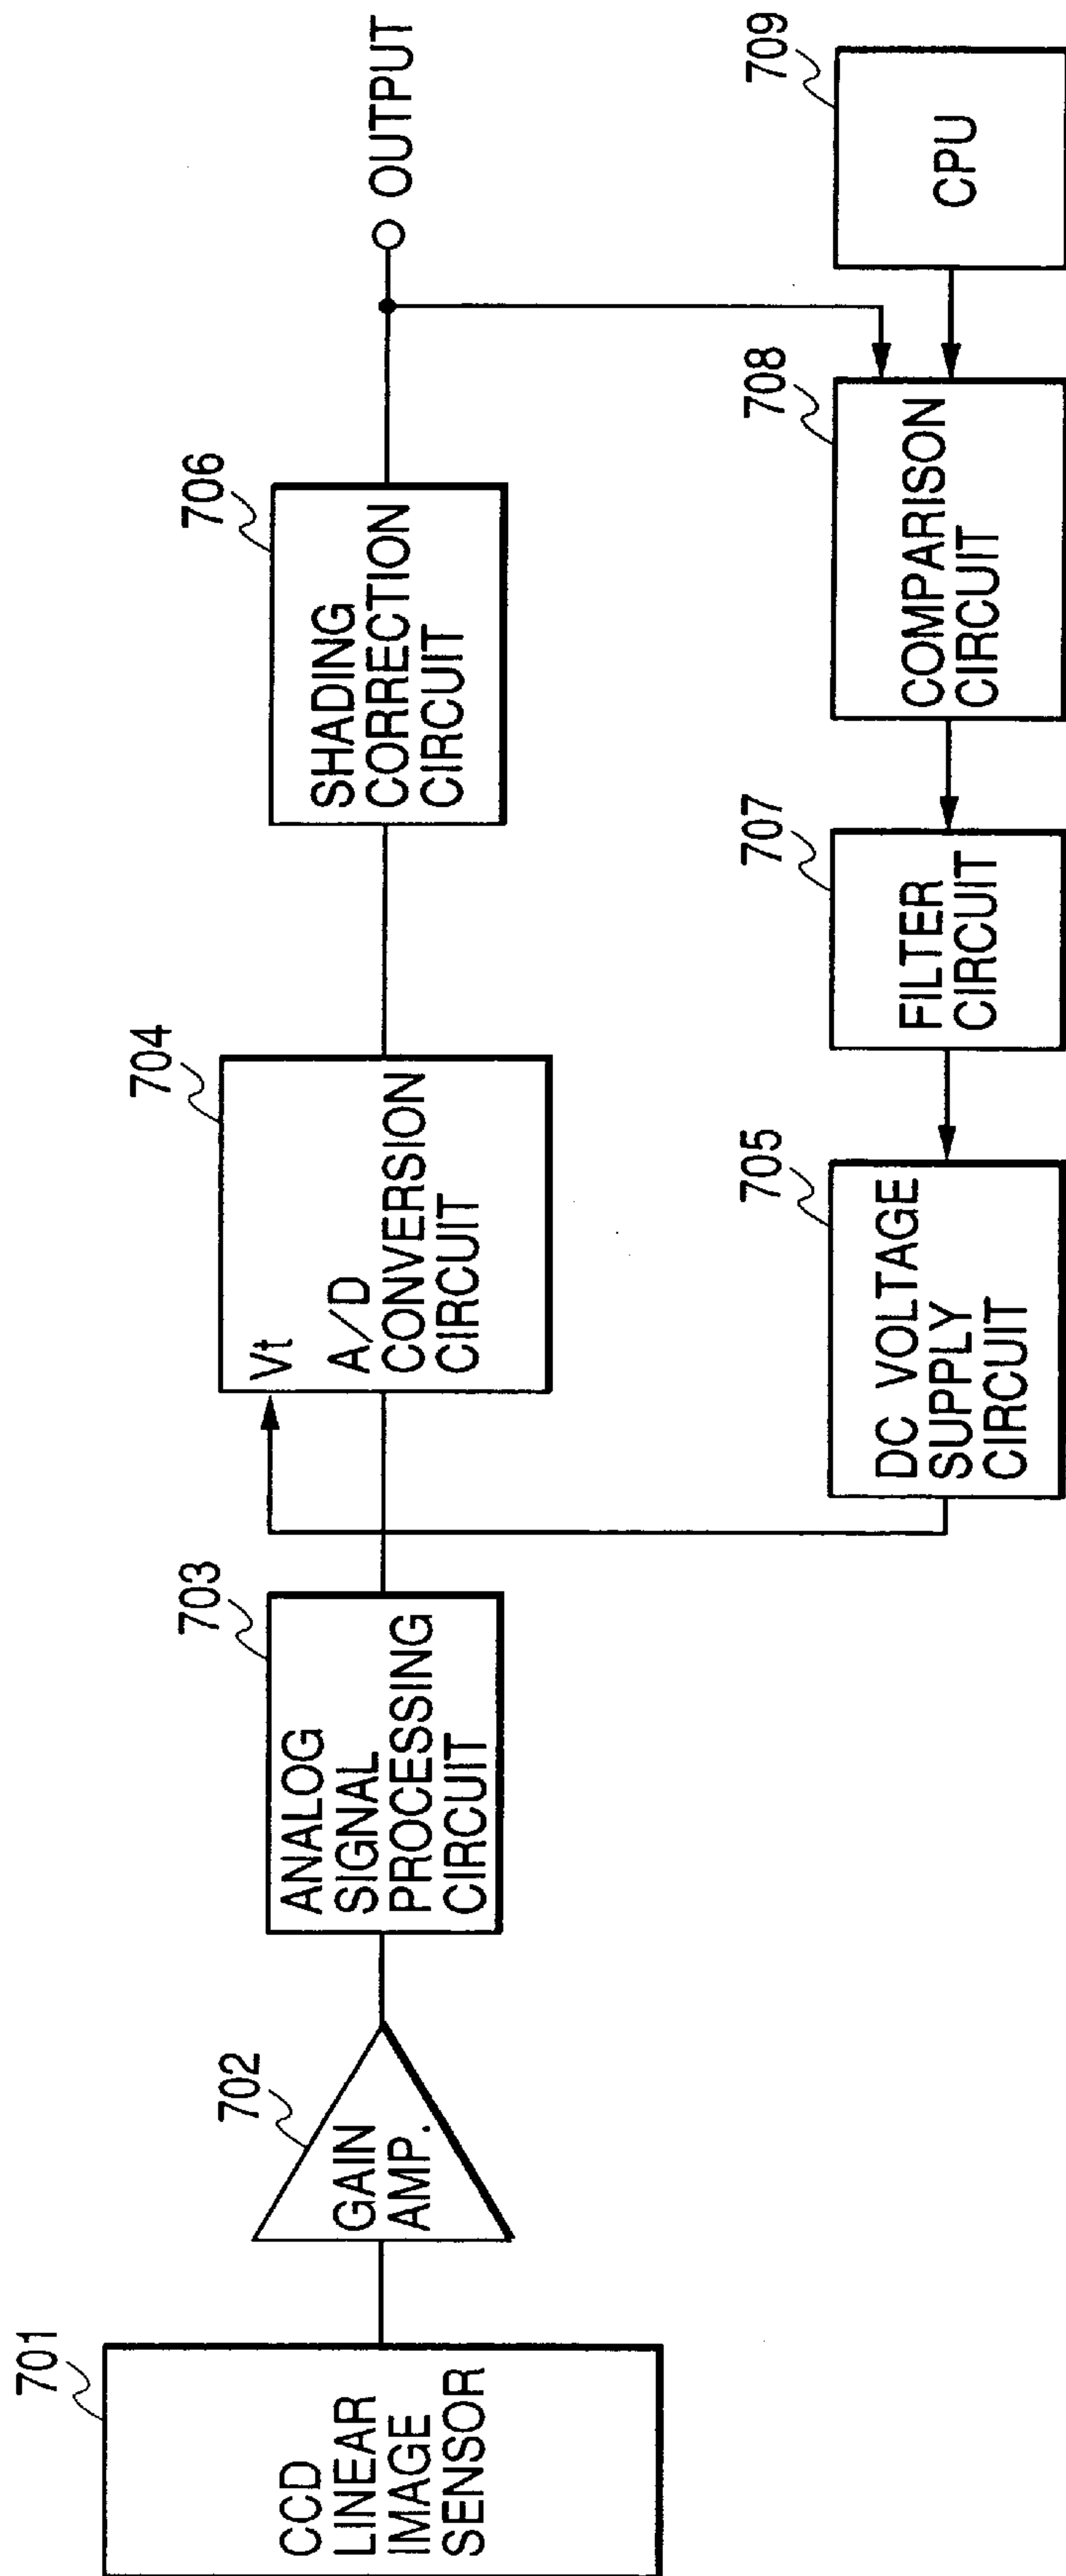 701
CCD
LINEAR
IMAGE
SENSOR
702
GAIN
AMP.
703
ANALOG
SIGNAL
PROCESSING
CIRCUIT
704
Vt
A/D
CONVERSION
CIRCUIT
706
SHADING
CORRECTION
CIRCUIT
OUTPUT
705
DC VOLTAGE
SUPPLY
CIRCUIT
707
FILTER
CIRCUIT
708
COMPARISON
CIRCUIT
709
CPU